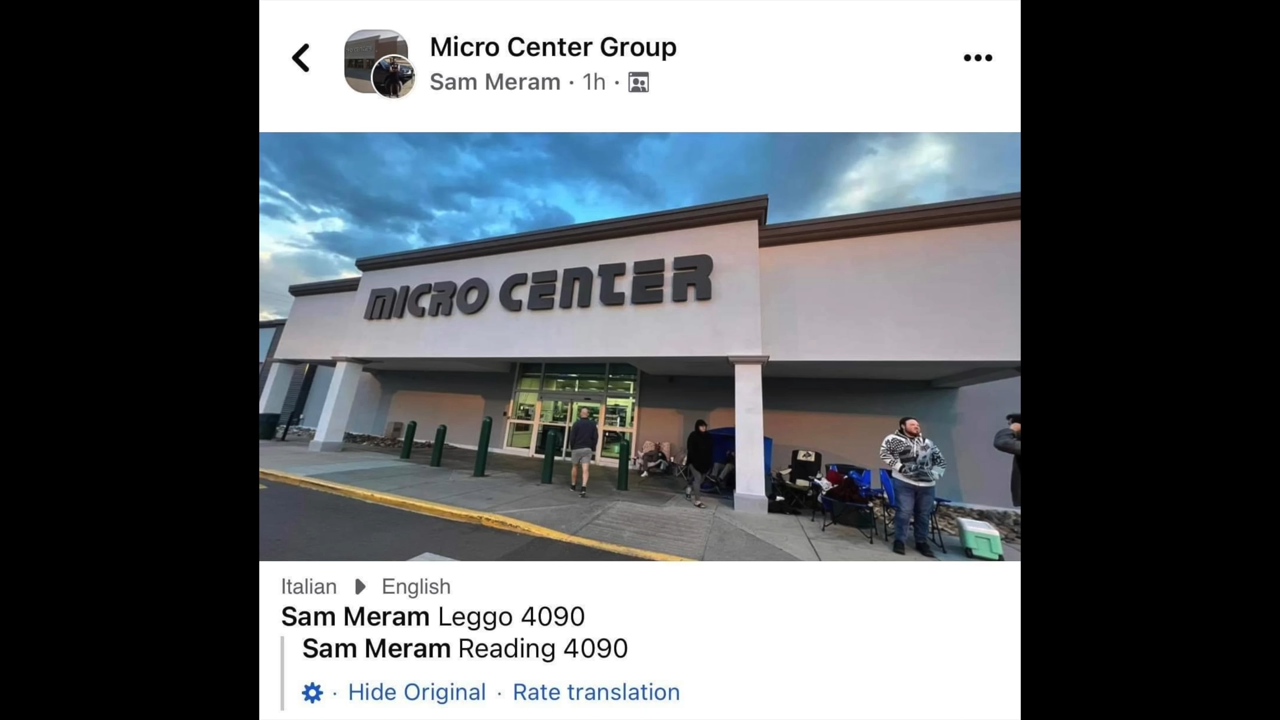 Micro Center Group
Sam Meram · 1h ·
MICRO CENTER
Italian ▶ English
Sam Meram Leggo 4090
Sam Meram Reading 4090
· Hide Original · Rate translation